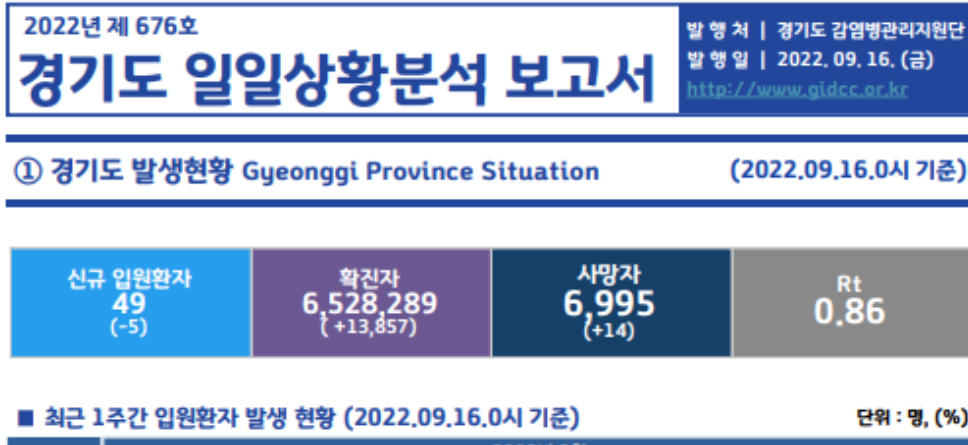 2022년 제 676호
경기도 일일상황분석 보고서
발 행 처 | 경기도 감염병관리지원단
발 행 일 | 2022. 09. 16. (금)
http://www.gidcc.or.kr
① 경기도 발생현황 Gyeonggi Province Situation (2022.09.16.0시 기준)
신규 입원환자 확진자 사망자 Rt
49 6,528,289 6,995 0.86
(-5) ( +13,857) (+14)
■ 최근 1주간 입원환자 발생 현황 (2022.09.16.0시 기준) 단위 : 명, (%)